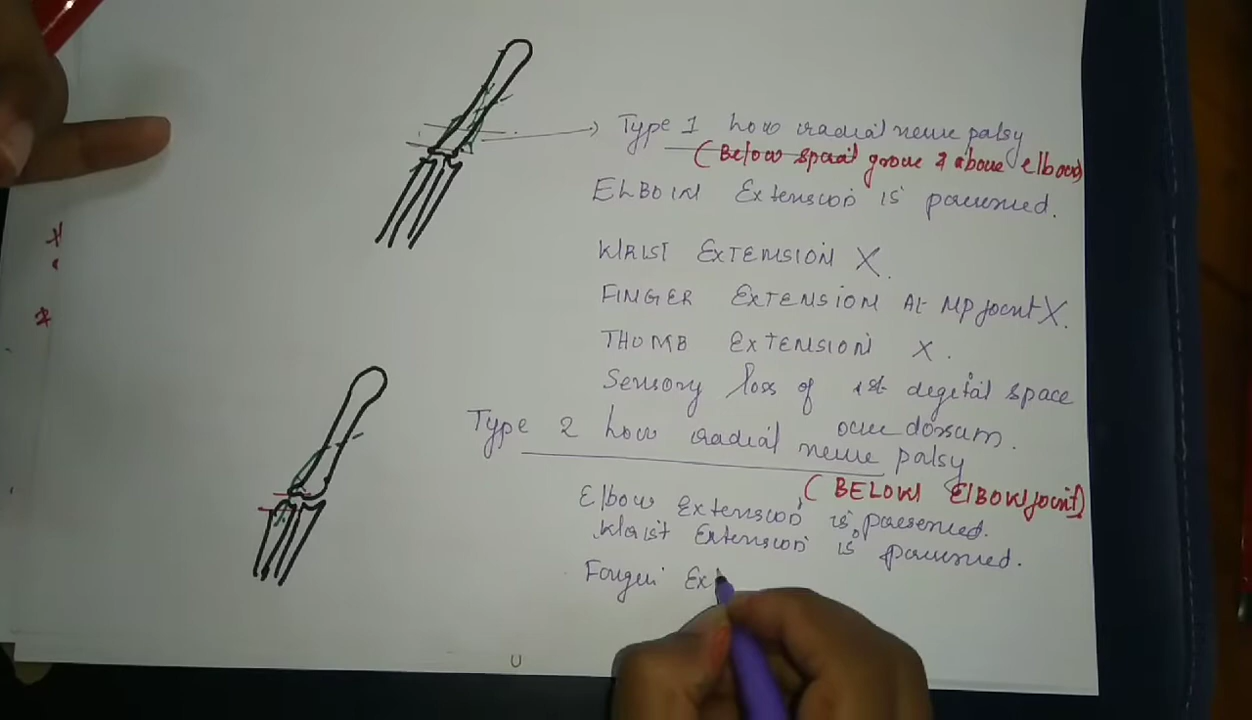 Type 1 low radial nerve palsy
(Below spiral grove & above elbow)
ELBOW Extension is preserved.
WRIST EXTENSION X.
FINGER EXTENSION At MP joint X.
THUMB EXTENSION X.
Sensory loss of 1st degital space
over dorsum.
Type 2 low radial nerve palsy
(BELOW ELBOW joint)
Elbow Extension is preserved.
Wrist Extension is preserved.
Finger Ex